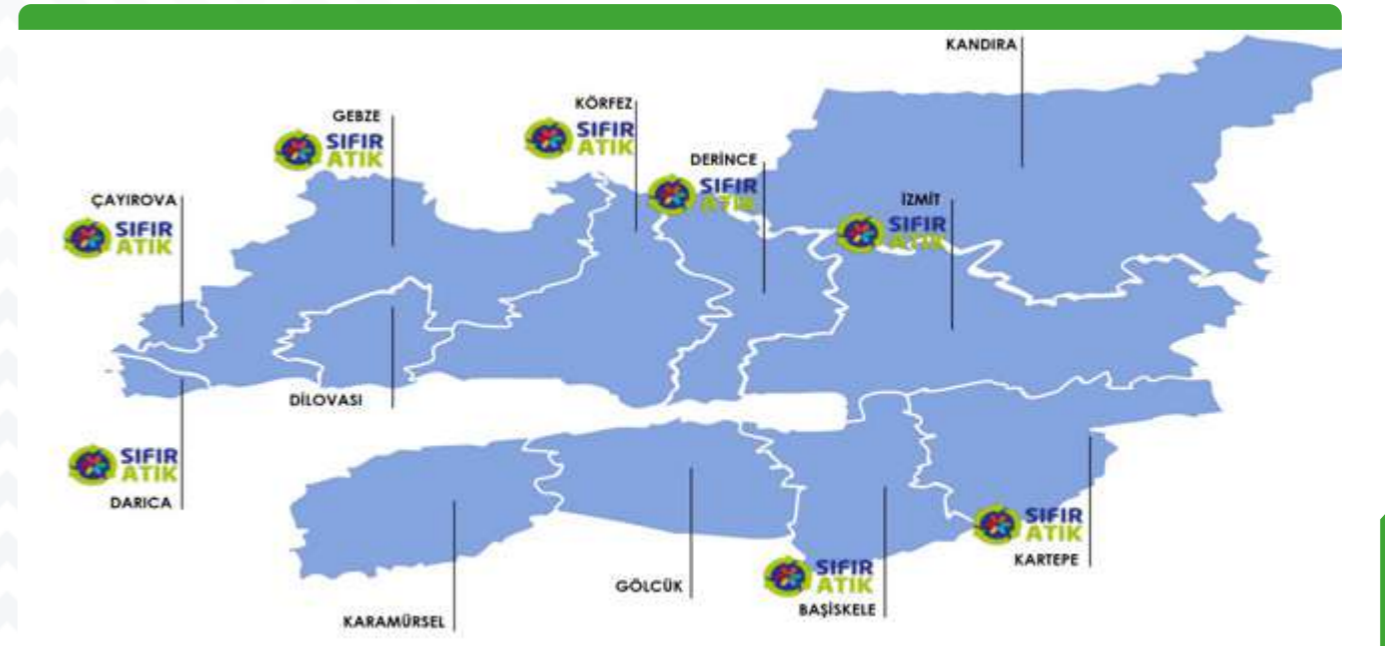 KANDIRA
KÖRFEZ
SIFIR
ATIK
GEBZE
SIFIR
ATIK
DERİNCE
SIFIR
ATIK
ÇAYIROVA
SIFIR
ATIK
İZMİT
SIFIR
ATIK
DİLOVASI
SIFIR
ATIK
DARICA
SIFIR
ATIK
KARTEPE
GÖLCÜK
SIFIR
ATIK
BAŞİSKELE
KARAMÜRSEL